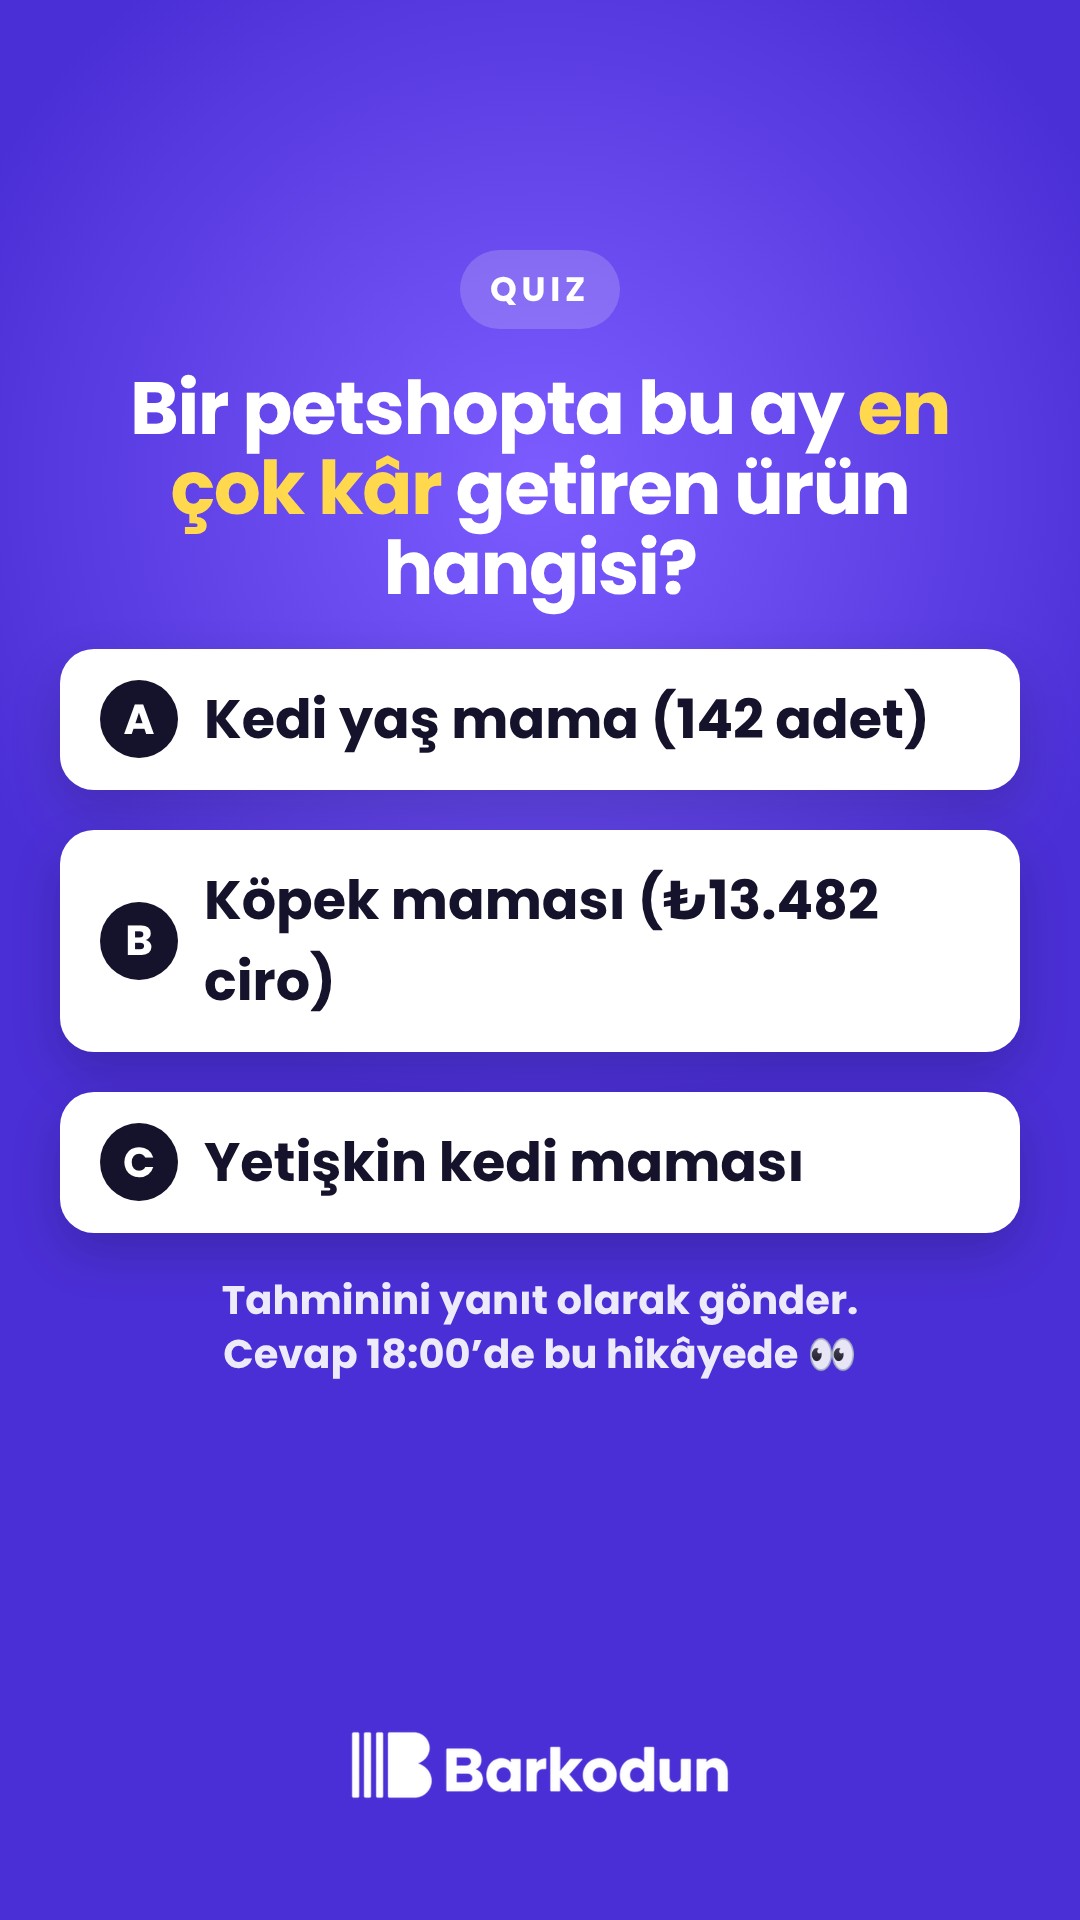 QUIZ
Bir petshopta bu ay en
çok kâr getiren ürün
hangisi?
A Kedi yaş mama (142 adet)
B Köpek maması (₺13.482
ciro)
C Yetişkin kedi maması
Tahminini yanıt olarak gönder.
Cevap 18:00’de bu hikâyede 👀
Barkodun